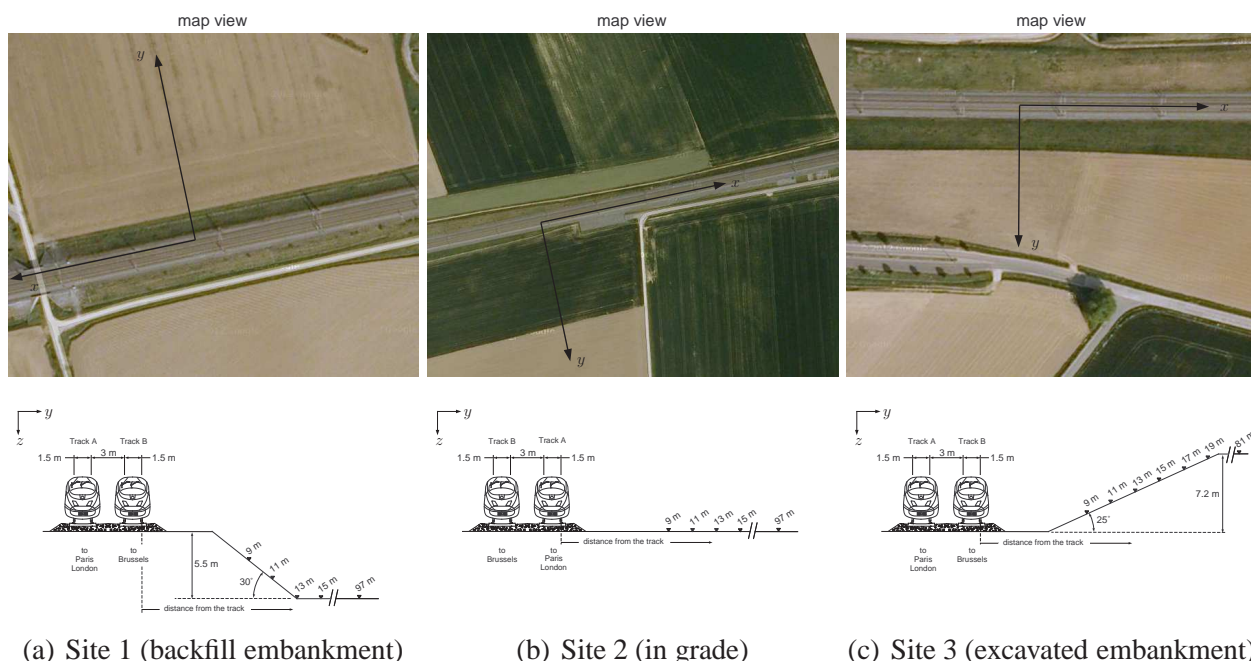 map view
map view
map view
y
x
x
y
x
y
y
z
Track A
Track B
1.5 m
3 m
1.5 m
9 m
11 m
13 m
15 m
97 m
5.5 m
30°
to
Paris
London
to
Brussels
distance from the track
y
z
Track B
Track A
1.5 m
3 m
1.5 m
9 m
11 m
13 m
15 m
97 m
to
Brussels
to
Paris
London
distance from the track
y
z
Track A
Track B
1.5 m
3 m
1.5 m
9 m
11 m
13 m
15 m
17 m
19 m
81 m
7.2 m
25°
to
Paris
London
to
Brussels
distance from the track
(a) Site 1 (backfill embankment)
(b) Site 2 (in grade)
(c) Site 3 (excavated embankment)